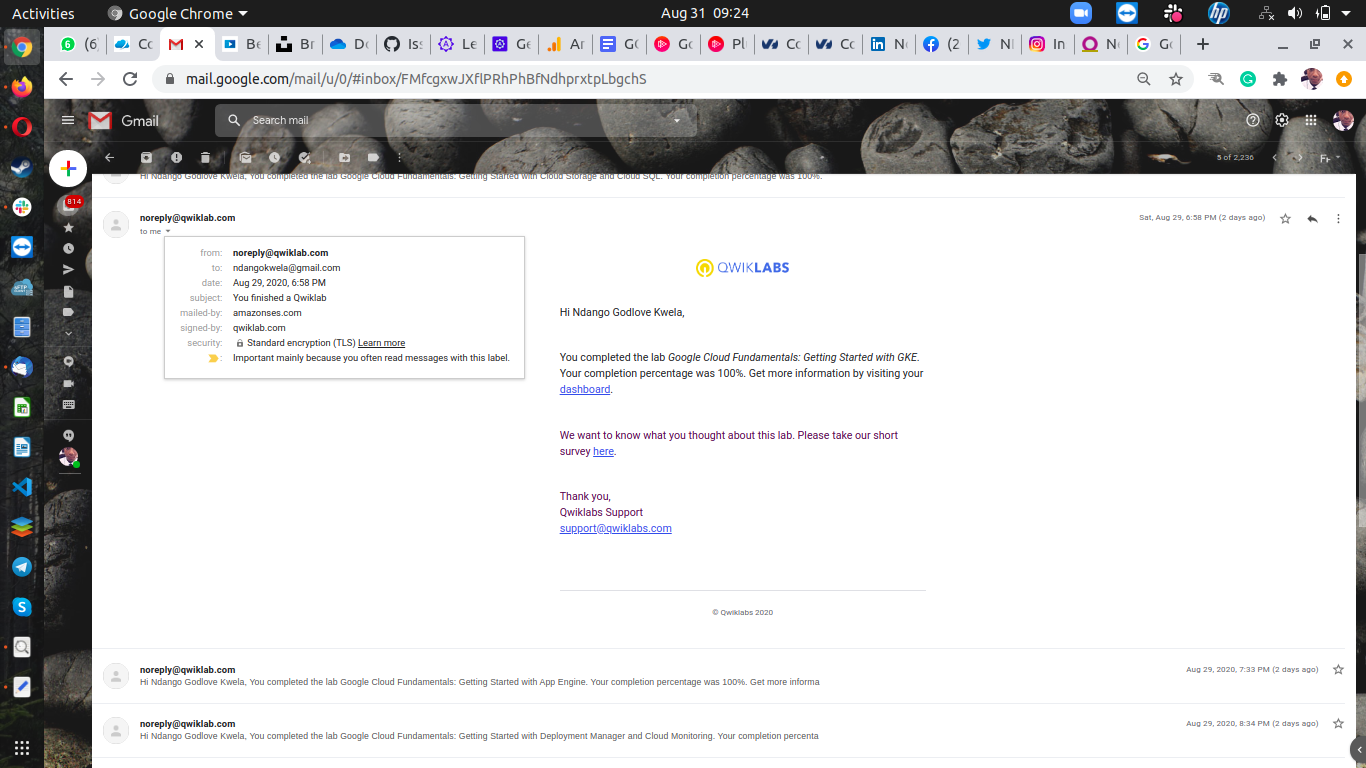 Activities
Google Chrome
Aug 31 09:24
6 (6)
Co
M
Be
Br
De
Iss
Le
Ge
An
GC
Go
Plu
Co
Co
No
(2
NI
In
No
Go
mail.google.com/mail/u/0/#inbox/FMfcgxwJXflPRhPhBfNdhprxtpLbgchS
Gmail
Search mail
5 of 2,236
814
Hi Ndango Godlove Kwela, You completed the lab Google Cloud Fundamentals: Getting Started with Cloud Storage and Cloud SQL. Your completion percentage was 100%.
noreply@qwiklab.com
Sat, Aug 29, 6:58 PM (2 days ago)
to me
from: noreply@qwiklab.com
to: ndangokwela@gmail.com
date: Aug 29, 2020, 6:58 PM
subject: You finished a Qwiklab
mailed-by: amazonses.com
signed-by: qwiklab.com
security: Standard encryption (TLS) Learn more
: Important mainly because you often read messages with this label.
QWIKLABS
Hi Ndango Godlove Kwela,
You completed the lab Google Cloud Fundamentals: Getting Started with GKE.
Your completion percentage was 100%. Get more information by visiting your
dashboard.
We want to know what you thought about this lab. Please take our short
survey here.
Thank you,
Qwiklabs Support
support@qwiklabs.com
© Qwiklabs 2020
noreply@qwiklab.com
Aug 29, 2020, 7:33 PM (2 days ago)
Hi Ndango Godlove Kwela, You completed the lab Google Cloud Fundamentals: Getting Started with App Engine. Your completion percentage was 100%. Get more informa
noreply@qwiklab.com
Aug 29, 2020, 8:34 PM (2 days ago)
Hi Ndango Godlove Kwela, You completed the lab Google Cloud Fundamentals: Getting Started with Deployment Manager and Cloud Monitoring. Your completion percenta